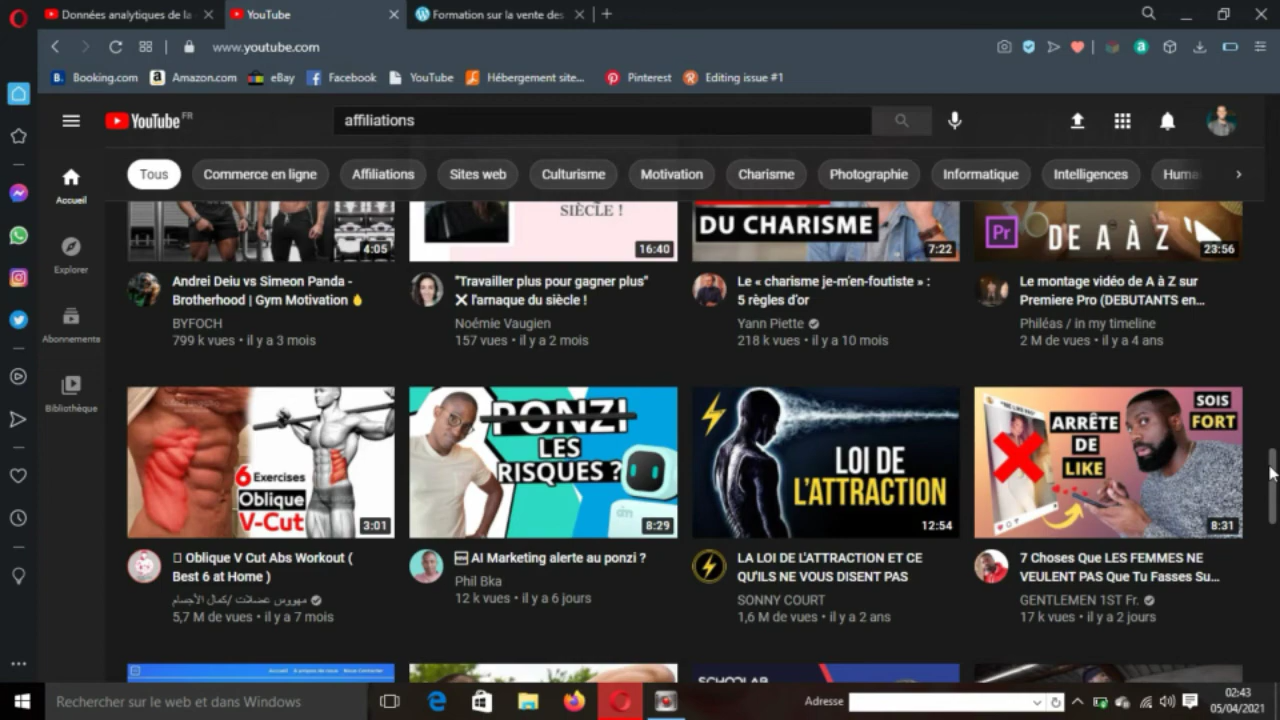 Données analytiques de la
YouTube
Formation sur la vente des
www.youtube.com
B. Booking.com
a Amazon.com
eBay
Facebook
YouTube
Hébergement site...
Pinterest
Editing issue #1
YouTube FR
affiliations
Tous
Commerce en ligne
Affiliations
Sites web
Culturisme
Motivation
Charisme
Photographie
Informatique
Intelligences
Huma
Accueil
Explorer
Abonnements
Bibliothèque
4:05
SIÈCLE !
16:40
DU CHARISME
7:22
Pr
DE A À Z
23:56
Andrei Deiu vs Simeon Panda -
Brotherhood | Gym Motivation
BYFOCH
799 k vues • il y a 3 mois
"Travailler plus pour gagner plus"
❌ l'arnaque du siècle !
Noémie Vaugien
157 vues • il y a 2 mois
Le « charisme je-m'en-foutiste » :
5 règles d'or
Yann Piette
218 k vues • il y a 10 mois
Le montage vidéo de A à Z sur
Premiere Pro (DEBUTANTS en...
Philéas / in my timeline
2 M de vues • il y a 4 ans
6 Exercises
Oblique
V-Cut
3:01
PONZI
LES
RISQUES ?
8:29
LOI DE
L'ATTRACTION
12:54
SOIS
FORT
ARRÊTE
DE
LIKE
8:31
Oblique V Cut Abs Workout (
Best 6 at Home )
مهووس عضلات /كمال الأجسام
5,7 M de vues • il y a 7 mois
AI Marketing alerte au ponzi ?
Phil Bka
12 k vues • il y a 6 jours
LA LOI DE L'ATTRACTION ET CE
QU'ILS NE VOUS DISENT PAS
SONNY COURT
1,6 M de vues • il y a 2 ans
7 Choses Que LES FEMMES NE
VEULENT PAS Que Tu Fasses Su...
GENTLEMEN 1ST Fr.
17 k vues • il y a 2 jours
Accueil A propos de nous Nous Contacter
SCHOOLAB
Rechercher sur le web et dans Windows
Adresse
02:43
05/04/2021